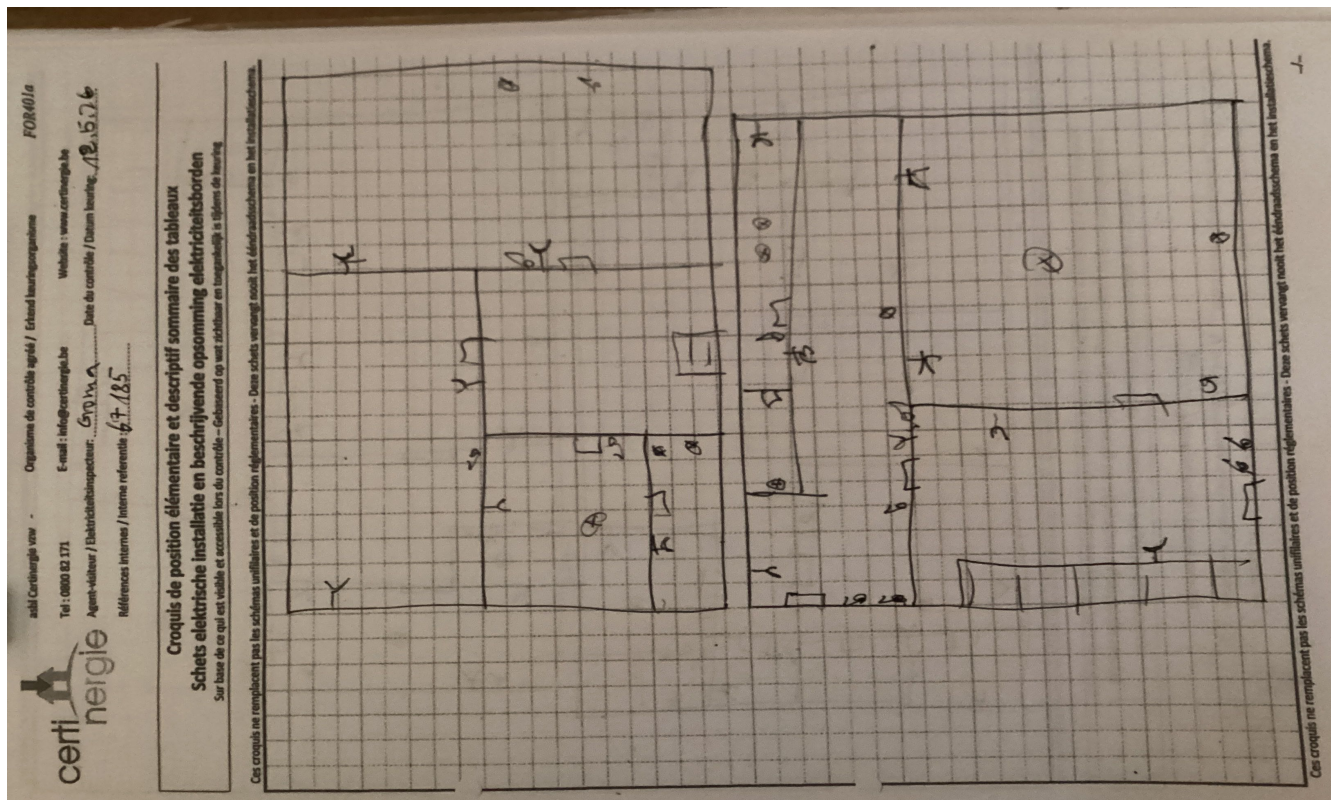 certi
nergie
asbl Certinergie vzw - Organisme de contrôle agréé / Erkend keuringsorganisme FOR401a
Tel : 0800 82 171 E-mail : info@certinergie.be Website : www.certinergie.be
Agent-visiteur / Elektriciteitsinspecteur: Date du contrôle / Datum keuring: 12.5.26
Références internes / Interne referentie : 67185
Croquis de position élémentaire et descriptif sommaire des tableaux
Schets elektrische installatie en beschrijvende opsomming elektriciteitsborden
Sur base de ce qui est visible et accessible lors du contrôle – Gebaseerd op wat zichtbaar en toegankelijk is tijdens de keuring
Ces croquis ne remplacent pas les schémas unifilaires et de position réglementaires - Deze schets vervangt nooit het ééndraadsschema en het installatieschema.
Ces croquis ne remplacent pas les schémas unifilaires et de position réglementaires - Deze schets vervangt nooit het ééndraadsschema en het installatieschema.